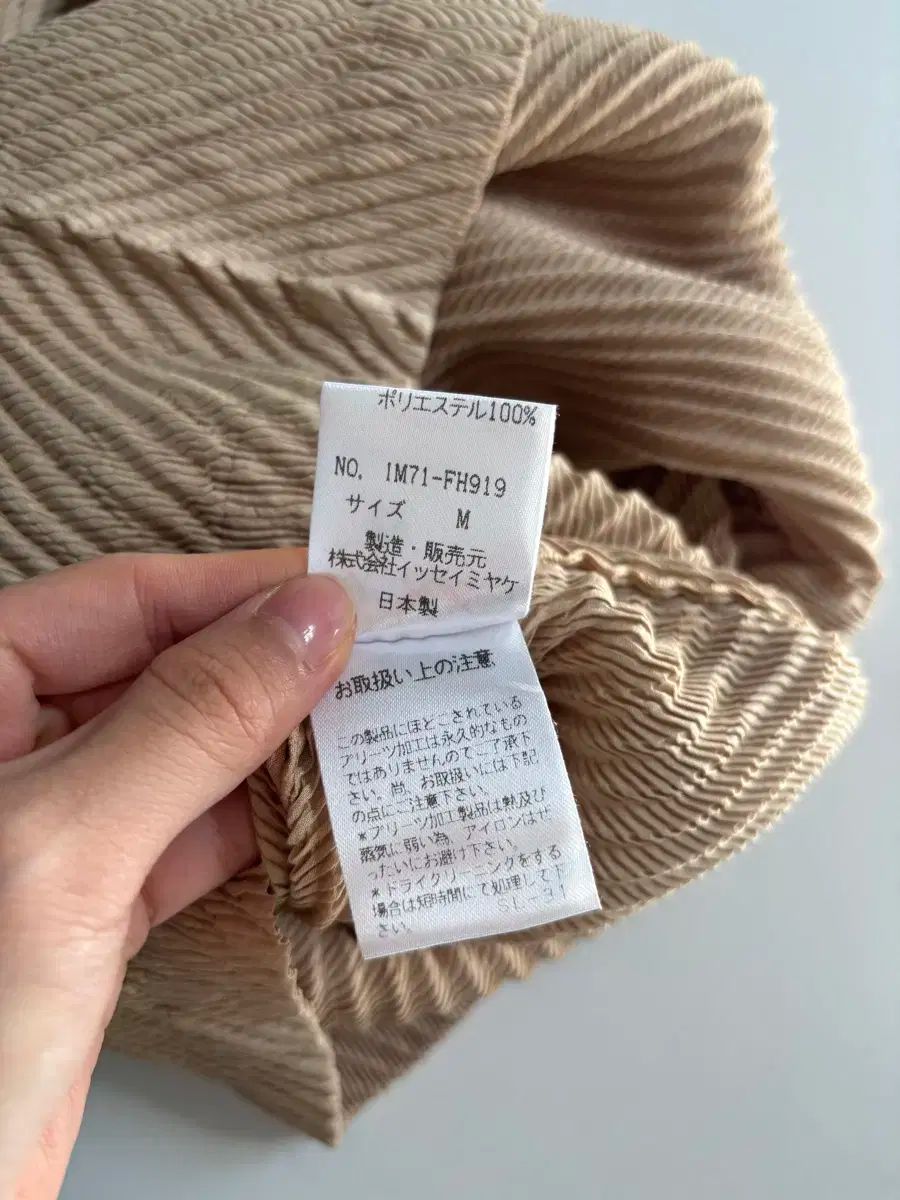 ポリエステル100%
NO. IM71-FH919
サイズ M
製造・販売元
株式会社イッセイミヤケ
日本製
お取扱い上の注意
この製品にほどこされている
プリーツ加工は永久的なもの
ではありませんのでご了承下
さい。尚、お取扱いには下記
の点にご注意下さい。
*プリーツ加工製品は熱及び
蒸気に弱い為、アイロンはぜ
ったいにお避け下さい。
*ドライクリーニングをする
場合は短時間にて処理して下
さい。 SL-31